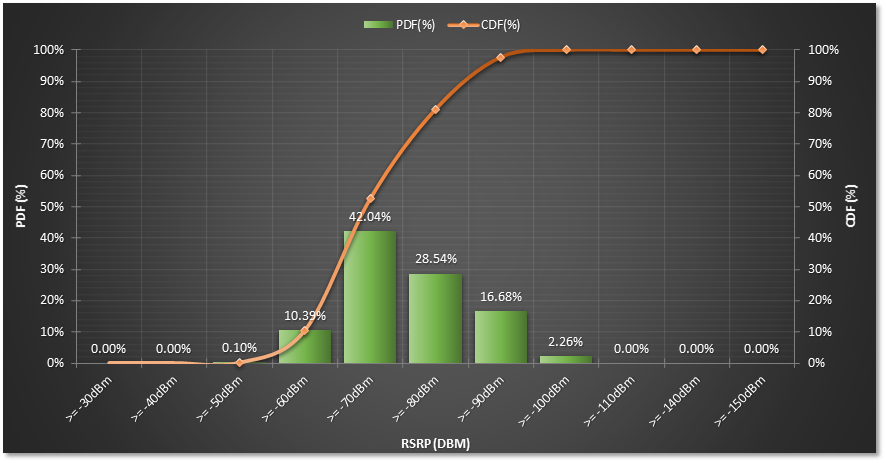 PDF(%) CDF(%)
100% 100%
90% 90%
80% 80%
70% 70%
60% 60%
50% 50%
40% 40%
30% 30%
20% 20%
10% 10%
0% 0%
PDF (%)
CDF (%)
0.00% 0.00% 0.10% 10.39% 42.04% 28.54% 16.68% 2.26% 0.00% 0.00% 0.00%
>= -30dBm >= -40dBm >= -50dBm >= -60dBm >= -70dBm >= -80dBm >= -90dBm >= -100dBm >= -110dBm >= -140dBm >= -150dBm
RSRP (DBM)